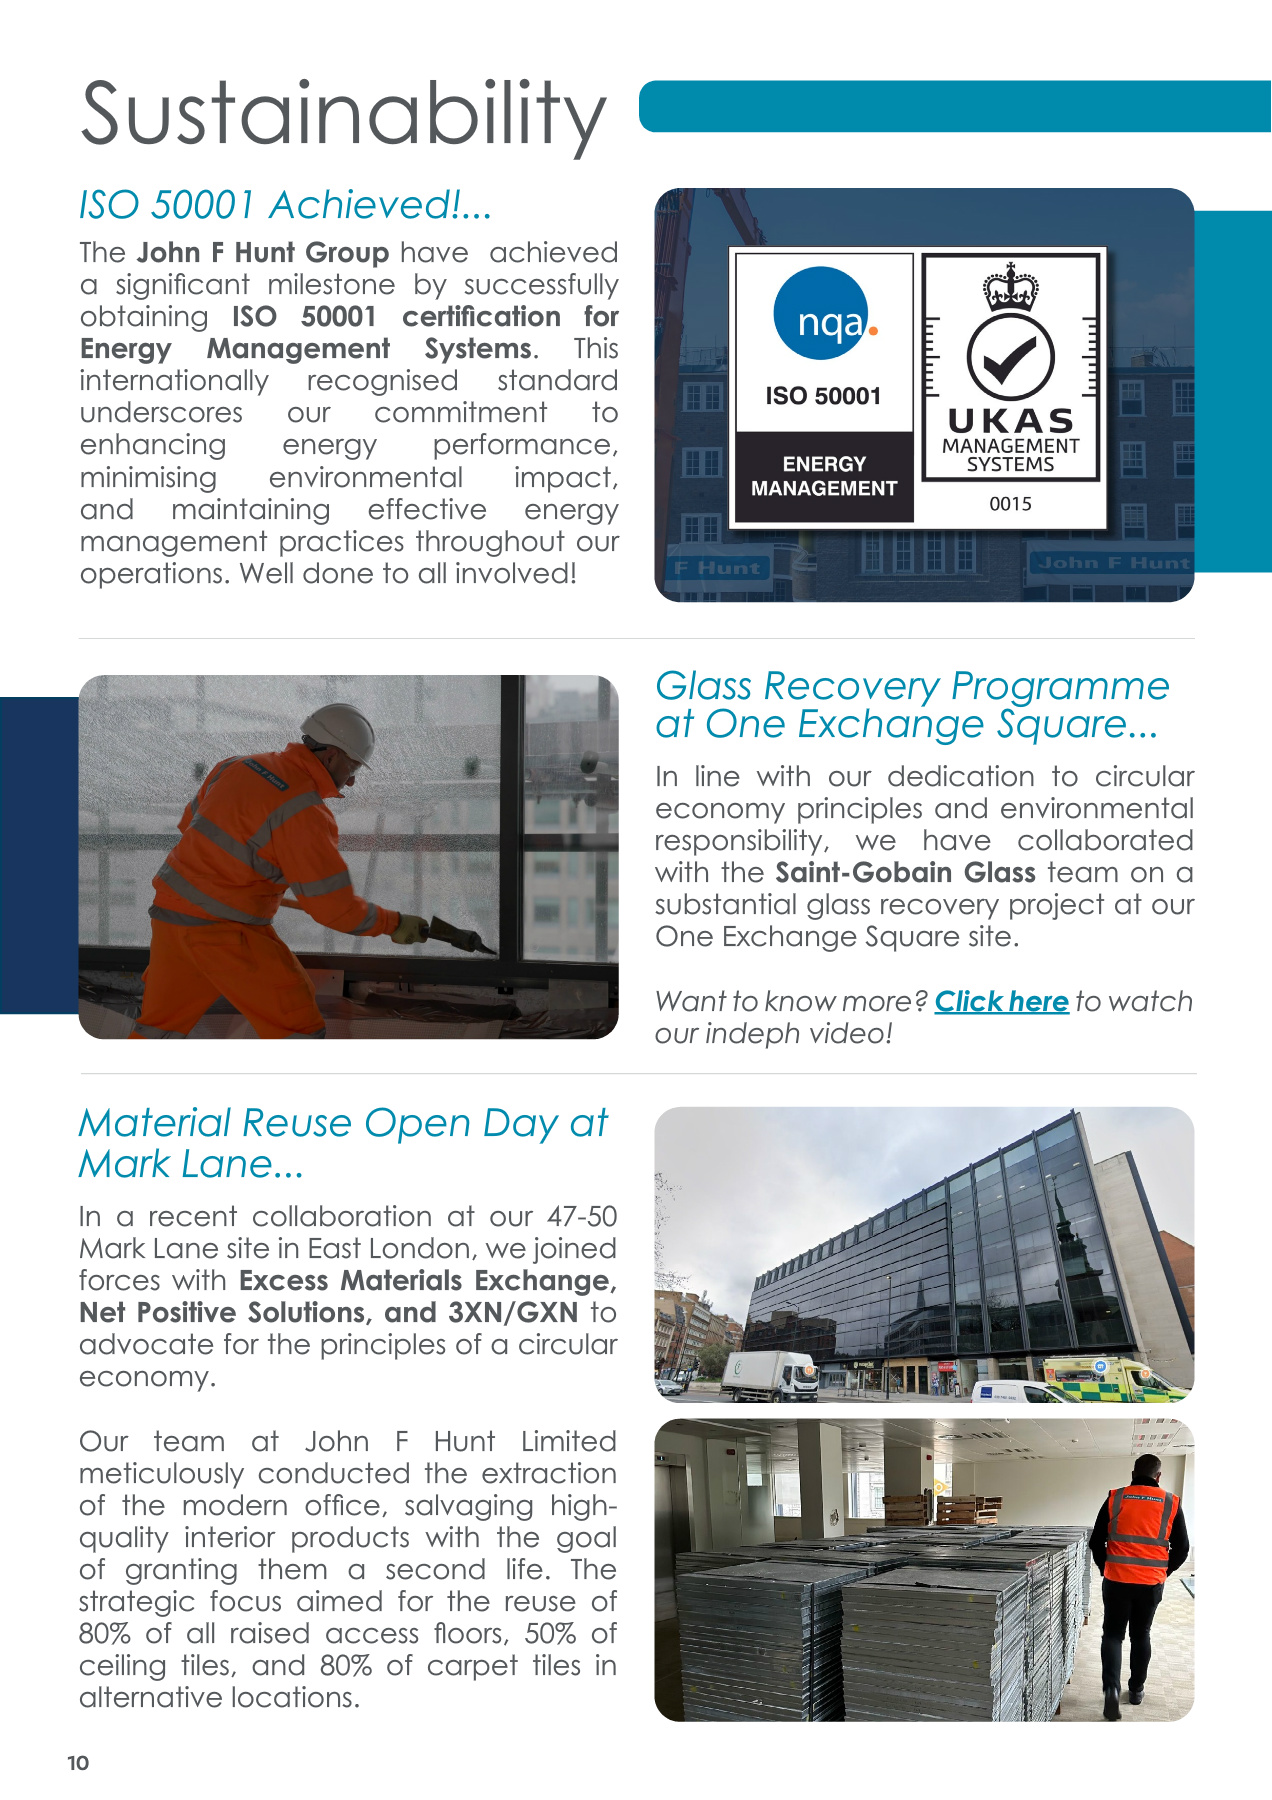 Sustainability
ISO 50001 Achieved!...
The John F Hunt Group have achieved
a significant milestone by successfully
obtaining ISO 50001 certification for
Energy Management Systems. This
internationally recognised standard
underscores our commitment to
enhancing energy performance,
minimising environmental impact,
and maintaining effective energy
management practices throughout our
operations. Well done to all involved!
nqa.
ISO 50001
ENERGY
MANAGEMENT
UKAS
MANAGEMENT
SYSTEMS
0015
F Hunt
John F Hunt
John F Hunt
Glass Recovery Programme
at One Exchange Square...
In line with our dedication to circular
economy principles and environmental
responsibility, we have collaborated
with the Saint-Gobain Glass team on a
substantial glass recovery project at our
One Exchange Square site.
Want to know more? Click here to watch
our indeph video!
Material Reuse Open Day at
Mark Lane...
In a recent collaboration at our 47-50
Mark Lane site in East London, we joined
forces with Excess Materials Exchange,
Net Positive Solutions, and 3XN/GXN to
advocate for the principles of a circular
economy.
Our team at John F Hunt Limited
meticulously conducted the extraction
of the modern office, salvaging high-
quality interior products with the goal
of granting them a second life. The
strategic focus aimed for the reuse of
80% of all raised access floors, 50% of
ceiling tiles, and 80% of carpet tiles in
alternative locations.
John F Hunt
10